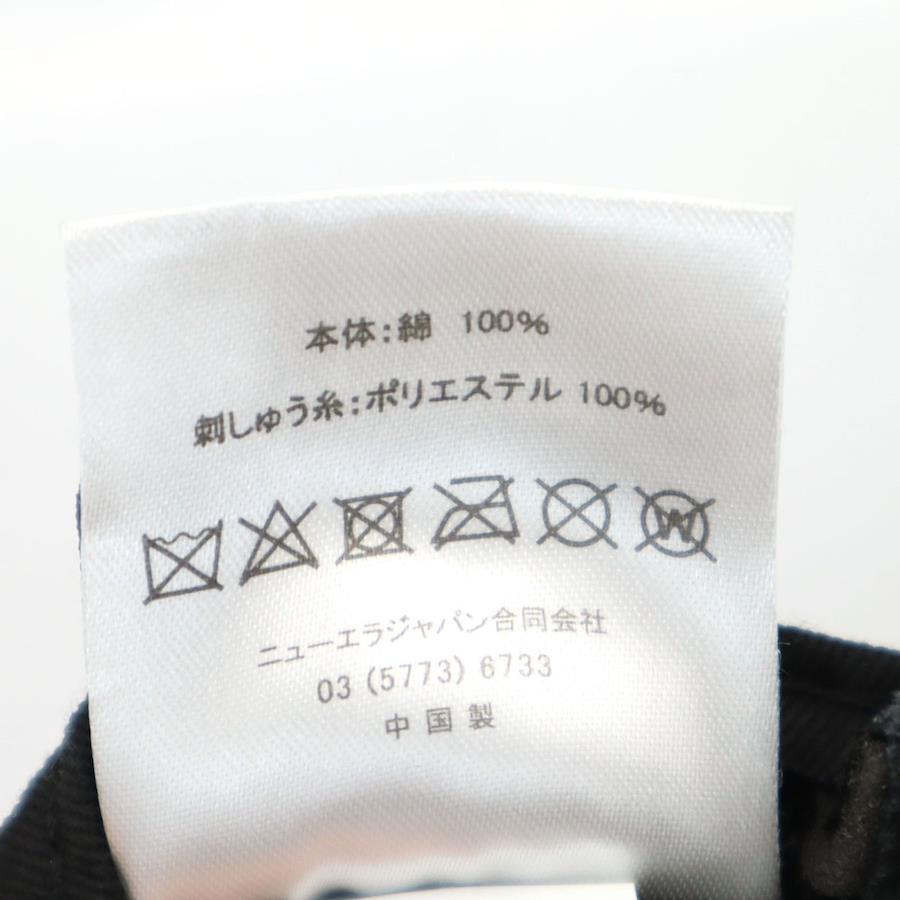 本体:綿 100%
刺しゅう糸:ポリエステル 100%
W
ニューエラジャパン合同会社
03 (5773) 6733
中国製